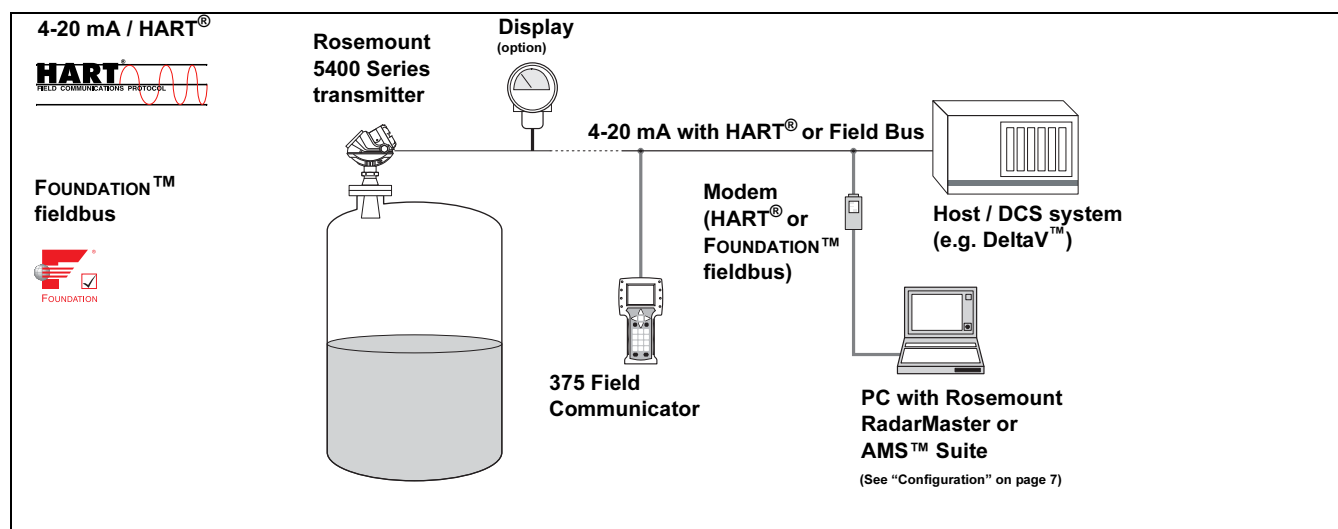 4-20 mA / HART®
HART®
FIELD COMMUNICATIONS PROTOCOL
FOUNDATION™
fieldbus
FOUNDATION
Rosemount
5400 Series
transmitter
Display
(option)
4-20 mA with HART® or Field Bus
Modem
(HART® or
FOUNDATION™
fieldbus)
Host / DCS system
(e.g. DeltaV™)
375 Field
Communicator
PC with Rosemount
RadarMaster or
AMS™ Suite
(See “Configuration” on page 7)